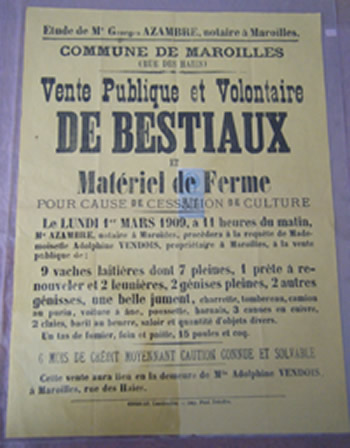 Etude de Me Georges AZAMBRE, notaire à Maroilles.
COMMUNE DE MAROILLES
(RUE DES HAIES)
Vente Publique et Volontaire
DE BESTIAUX
ET
Matériel de Ferme
POUR CAUSE DE CESSATION DE CULTURE
Le LUNDI 1er MARS 1909, à 11 heures du matin,
Me AZAMBRE, notaire à Maroilles, procédera à la requête de Made-
moiselle Adolphine VENDOIS, propriétaire à Maroilles, à la vente
publique de:
9 vaches laitières dont 7 pleines, 1 prête à re-
nouveler et 2 génises pleines, 2 autres
génisses, une belle jument, charrette, tombereau, camion
au purin, voiture à âne, poussette, harnais, 3 cannes en cuivre,
2 claies, baril au beurre, saloir et quantité d'objets divers.
Un tas de fumier, foin et paille, 15 poules et coq.
6 MOIS DE CRÉDIT MOYENNANT CAUTION CONNUE ET SOLVABLE
Cette vente aura lieu en la demeure de Mlle Adolphine VENDOIS,
à Maroilles, rue des Haies.